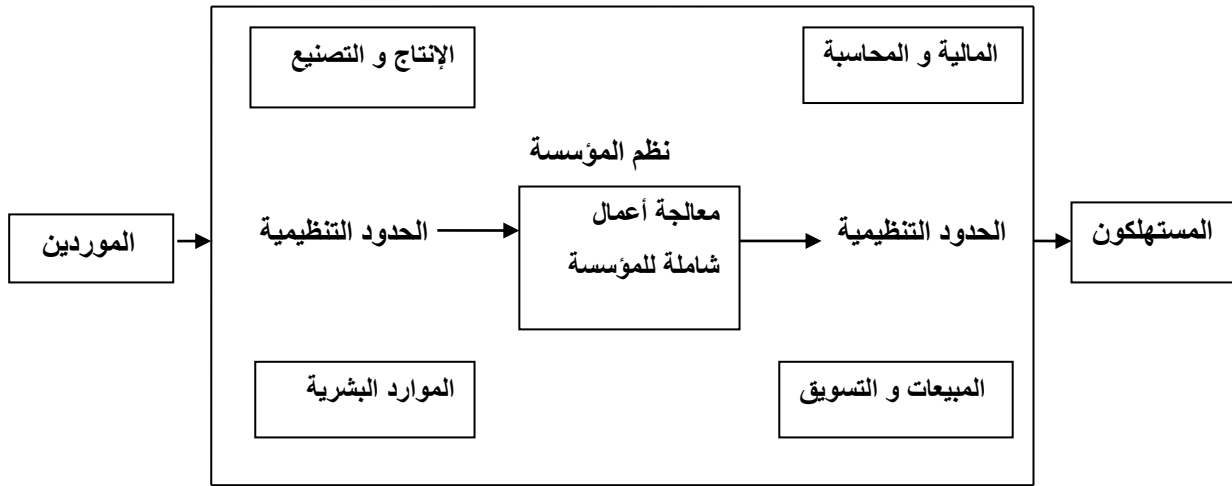 المالية و المحاسبة
الإنتاج و التصنيع
نظم المؤسسة
الموردين
الحدود التنظيمية
معالجة أعمال
شاملة للمؤسسة
الحدود التنظيمية
المستهلكون
المبيعات و التسويق
الموارد البشرية